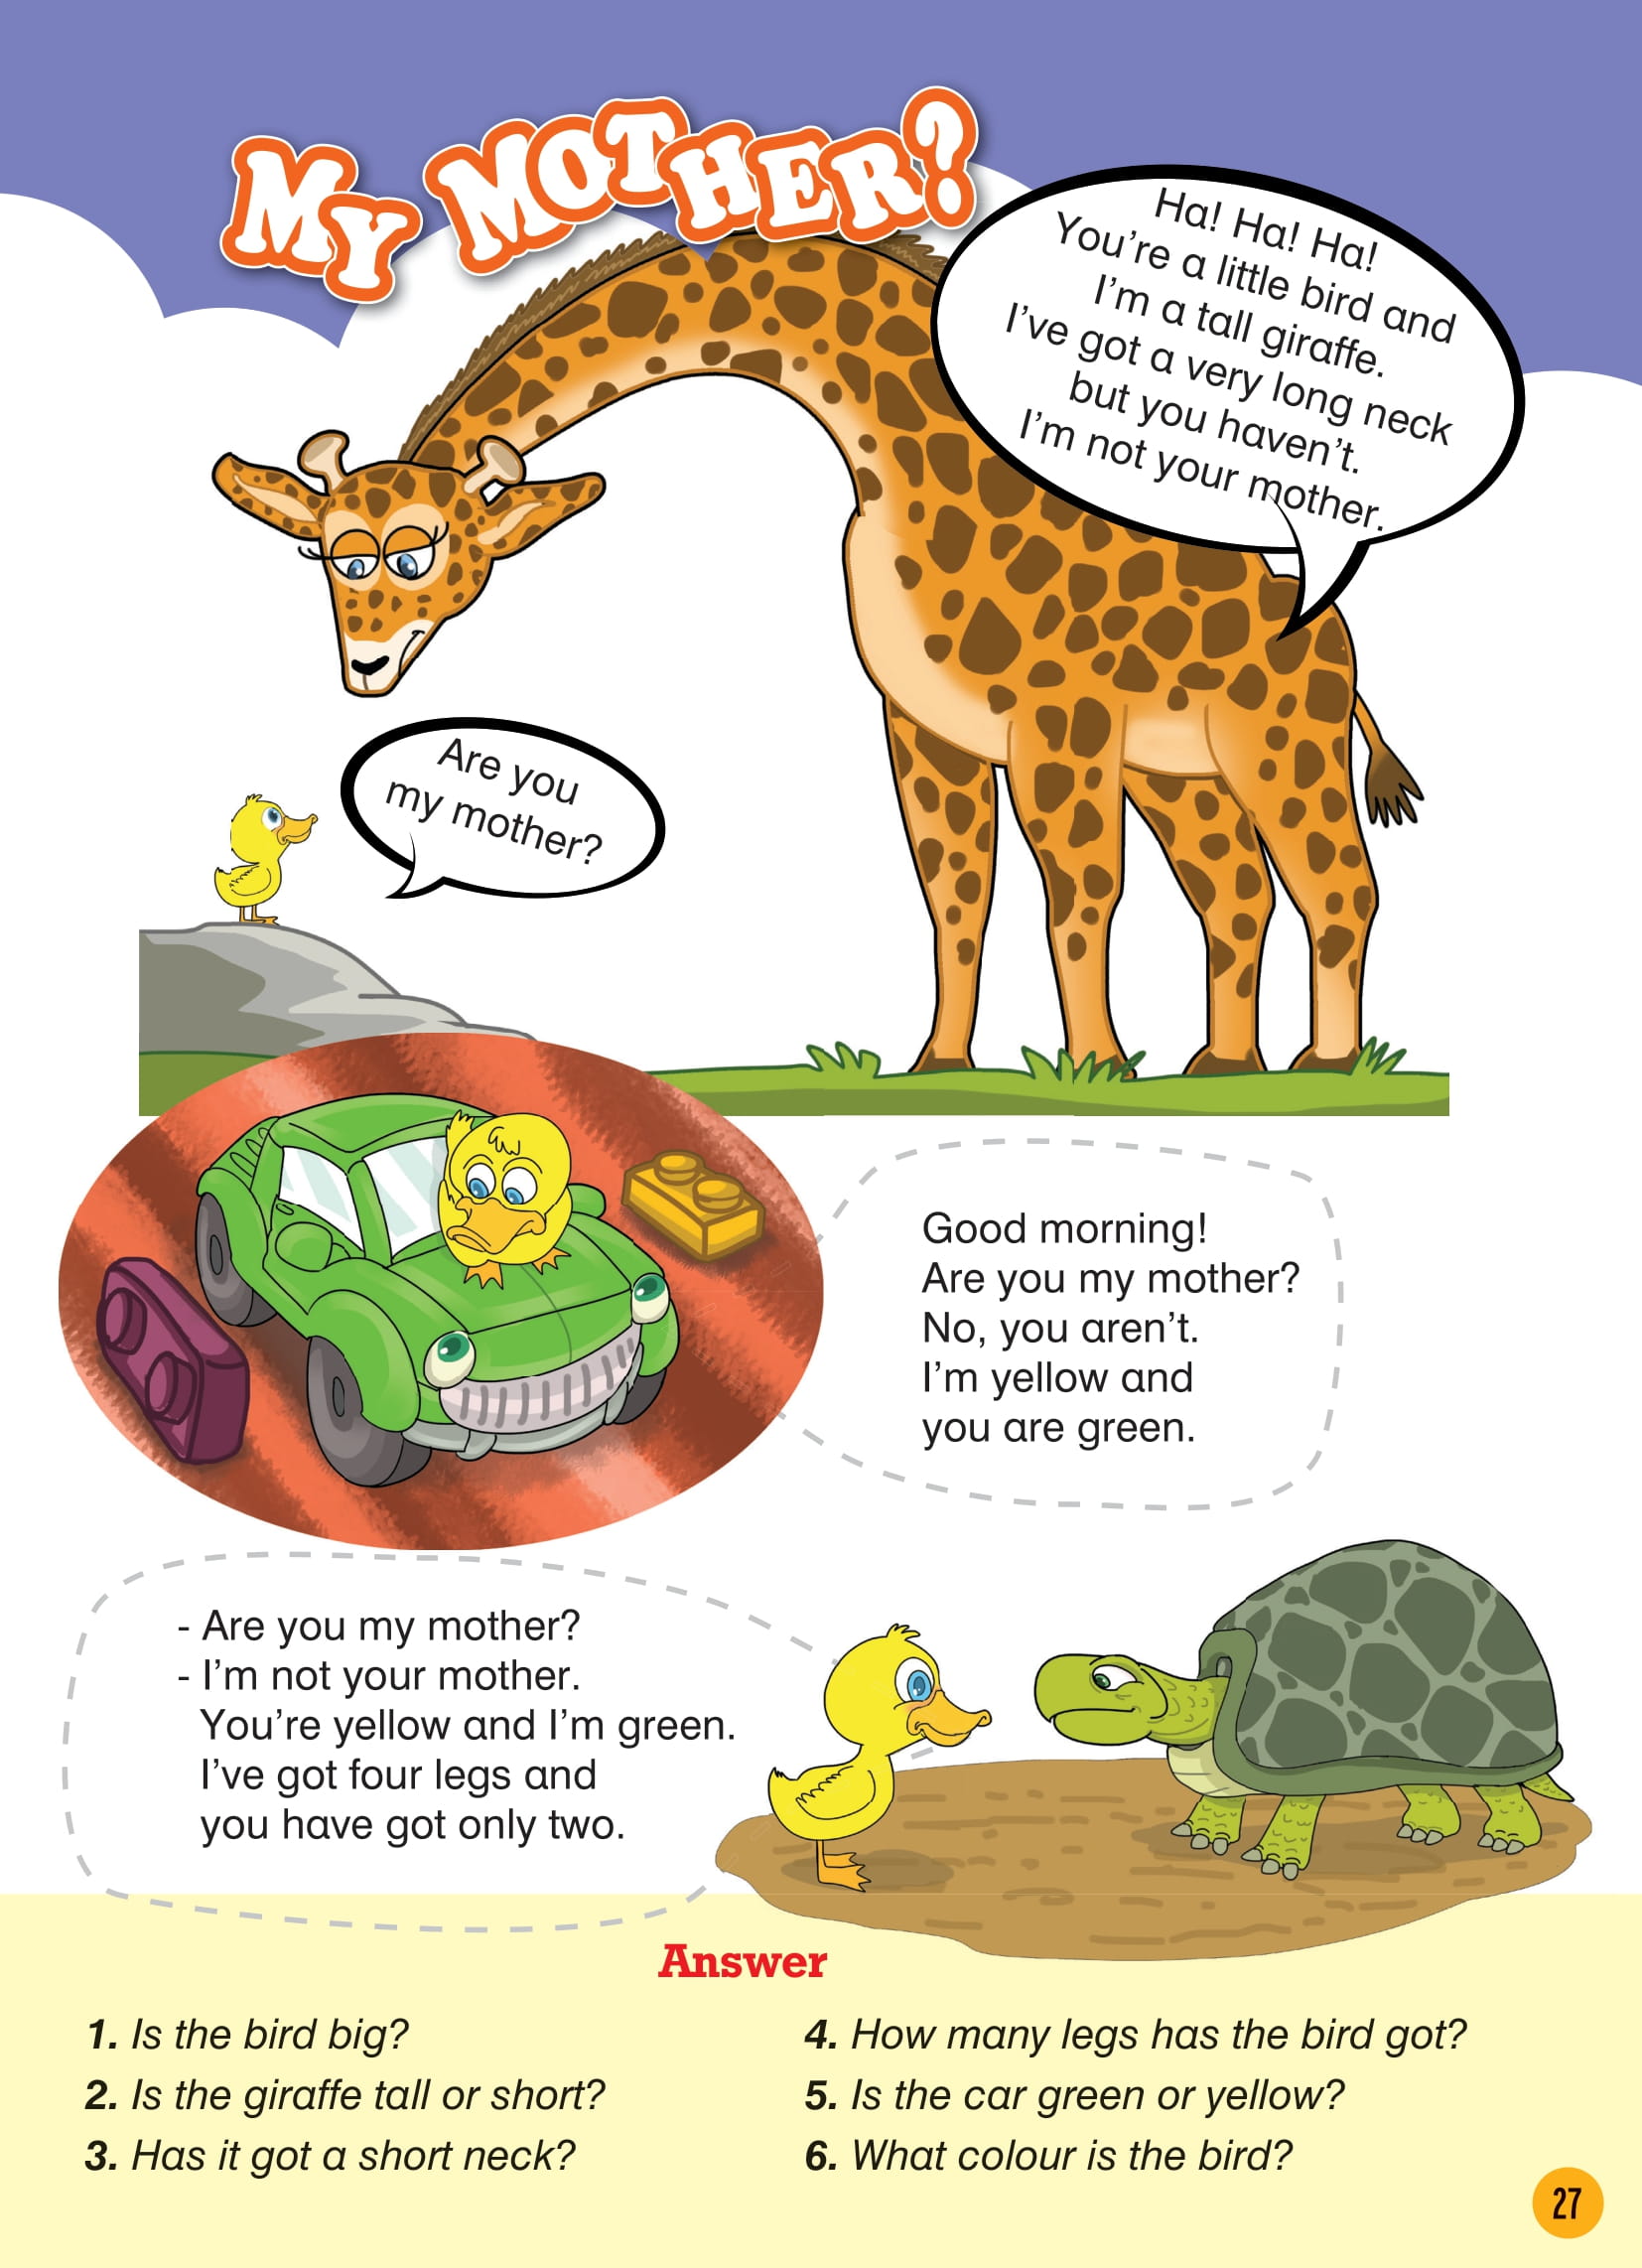 My MOTHER?
Ha! Ha! Ha!
You're a little bird and
I'm a tall giraffe.
I've got a very long neck
but you haven't.
I'm not your mother.
Are you
my mother?
Good morning!
Are you my mother?
No, you aren't.
I'm yellow and
you are green.
- Are you my mother?
- I'm not your mother.
You're yellow and I'm green.
I've got four legs and
you have got only two.
Answer
1. Is the bird big?
2. Is the giraffe tall or short?
3. Has it got a short neck?
4. How many legs has the bird got?
5. Is the car green or yellow?
6. What colour is the bird?
27